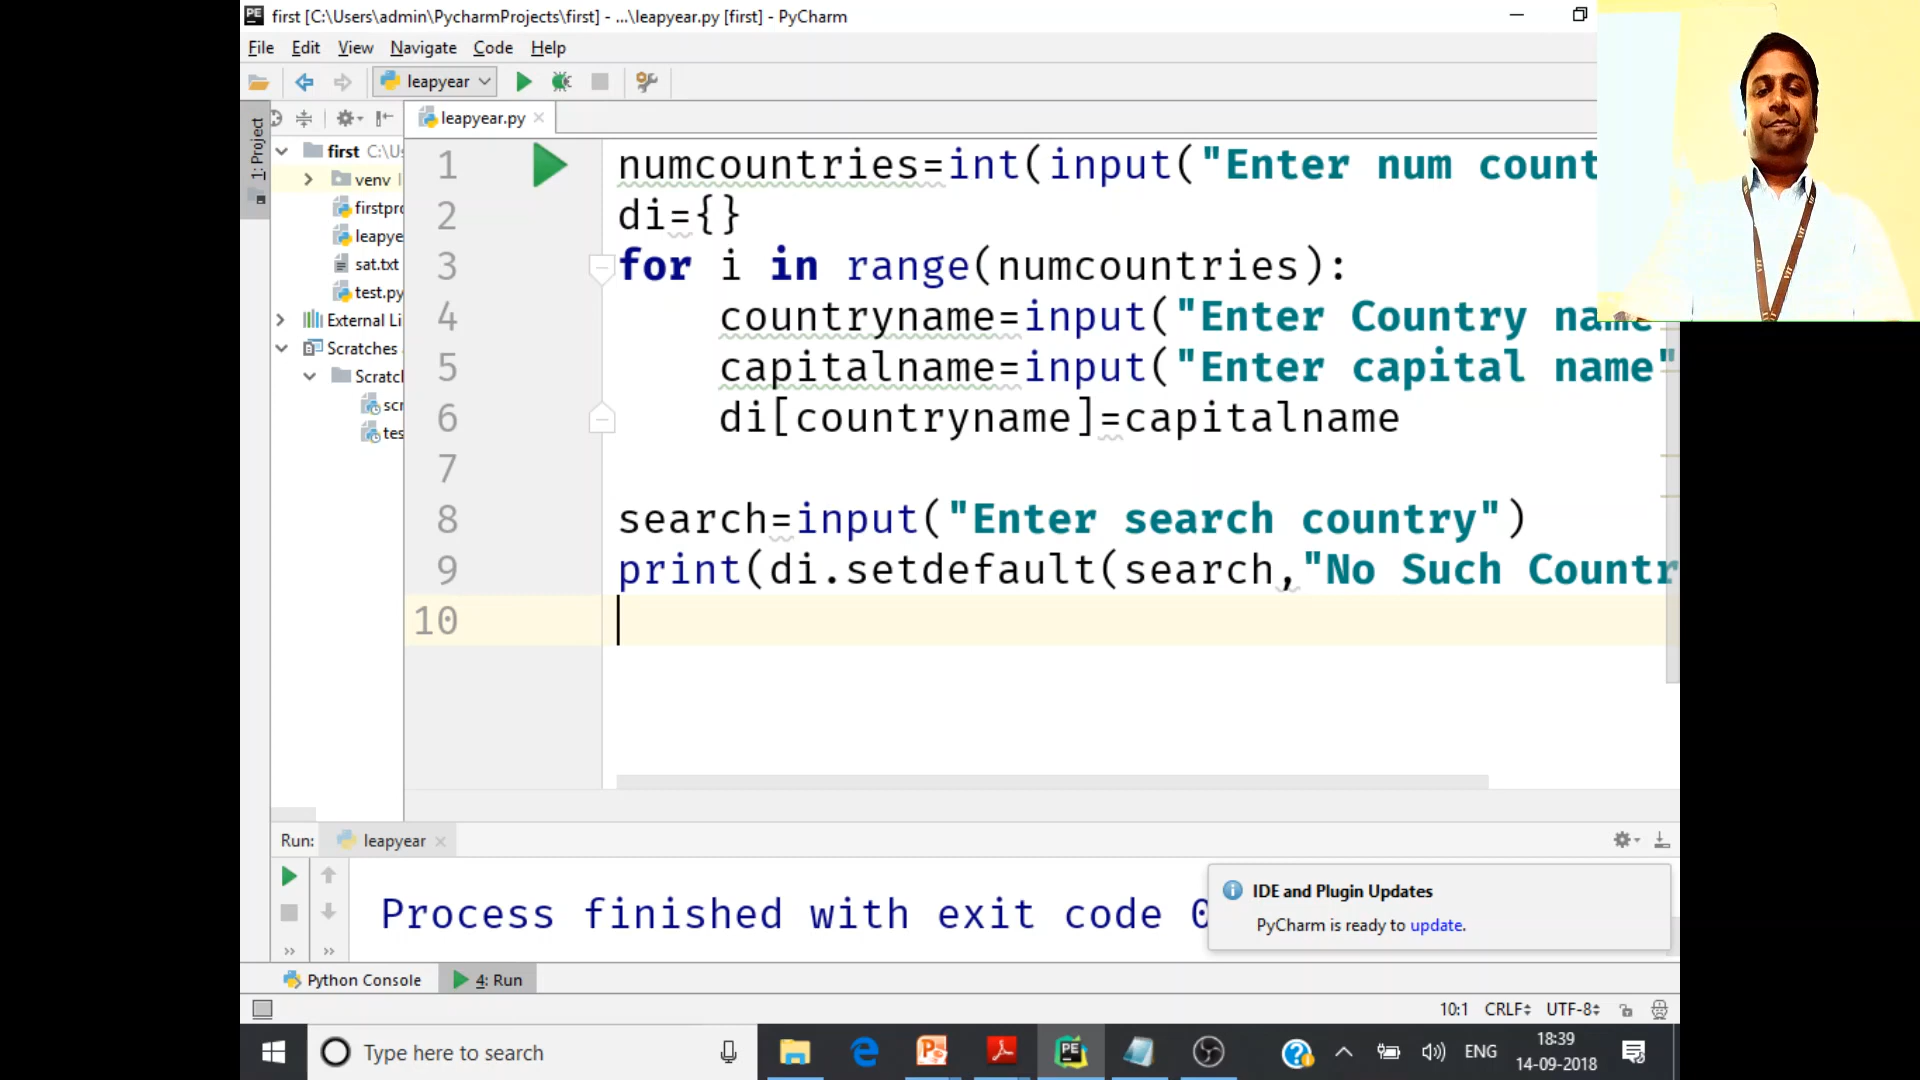 first [C:\Users\admin\PycharmProjects\first] - ...\leapyear.py [first] - PyCharm
File Edit View Navigate Code Help
leapyear
1: Project
leapyear.py
first C:\Us
venv
firstpro
leapye
sat.txt
test.py
External Li
Scratches
Scratch
scr
tes
1 numcountries=int(input("Enter num count
2 di={}
3 for i in range(numcountries):
4 countryname=input("Enter Country name
5 capitalname=input("Enter capital name"
6 di[countryname]=capitalname
7
8 search=input("Enter search country")
9 print(di.setdefault(search,"No Such Countr
10
Run: leapyear
Process finished with exit code 0
IDE and Plugin Updates
PyCharm is ready to update.
Python Console 4: Run
10:1 CRLF UTF-8
Type here to search
ENG
18:39
14-09-2018
VIT